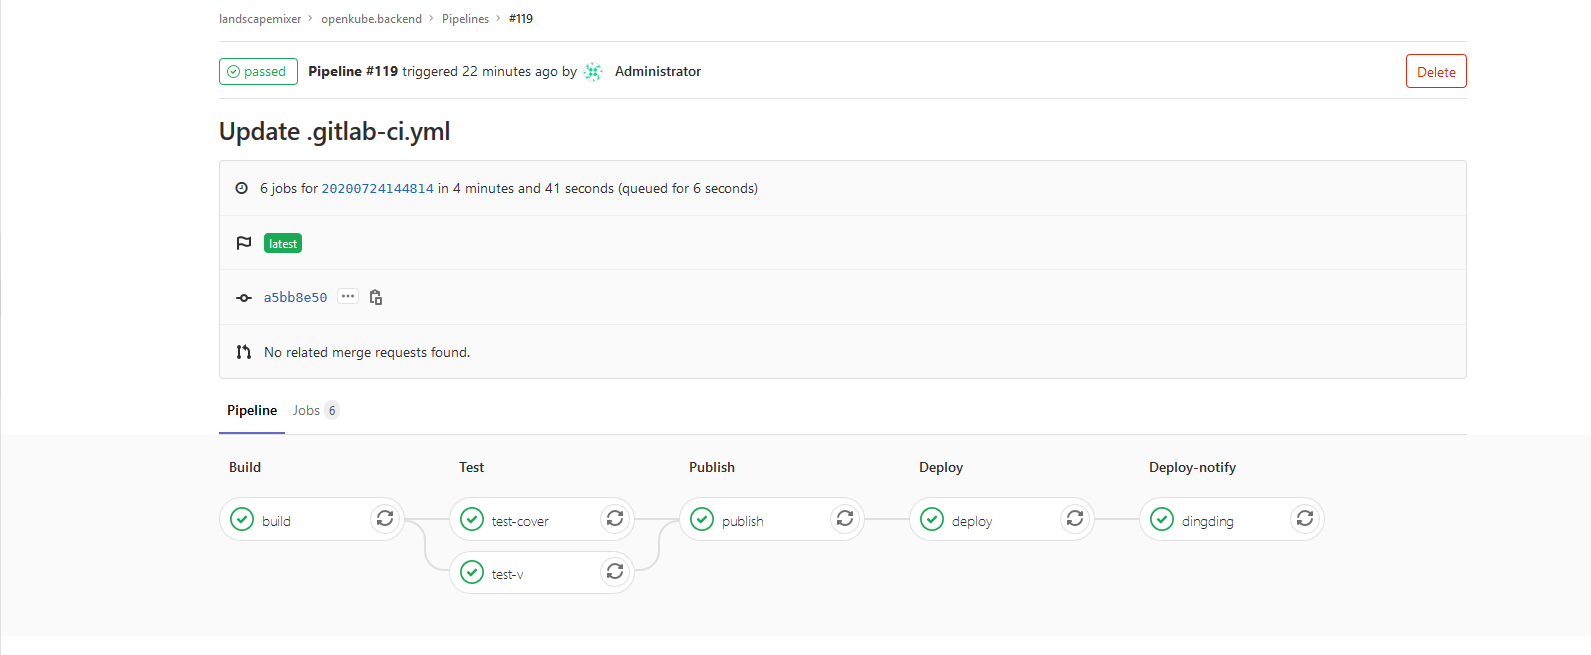 landscapemixer › openkube.backend › Pipelines › #119
passed Pipeline #119 triggered 22 minutes ago by Administrator Delete
Update .gitlab-ci.yml
6 jobs for 20200724144814 in 4 minutes and 41 seconds (queued for 6 seconds)
latest
a5bb8e50 ···
No related merge requests found.
Pipeline Jobs 6
Build Test Publish Deploy Deploy-notify
build test-cover publish deploy dingding
test-v